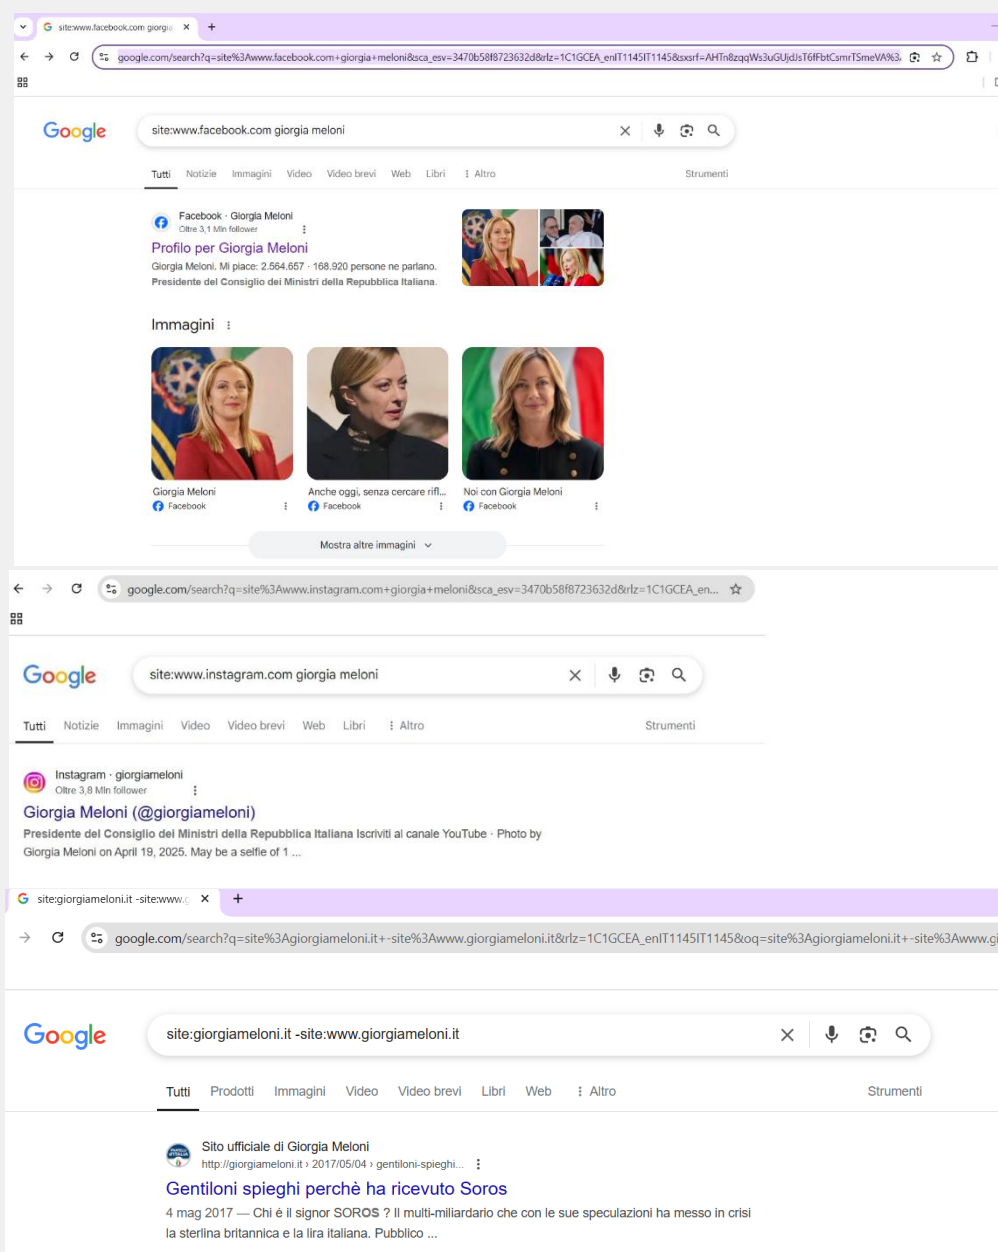 site:www.facebook.com giorgia
google.com/search?q=site%3Awww.facebook.com+giorgia+meloni&sca_esv=3470b58f8723632d&rlz=1C1GCEA_enIT1145IT1145&sxsrf=AHTn8zqqWs3uGUjdJsT6fFbtCsmrTSmeVA%3
Google
site:www.facebook.com giorgia meloni
Tutti Notizie Immagini Video Video brevi Web Libri Altro Strumenti
Facebook · Giorgia Meloni
Oltre 3,1 Mln follower
Profilo per Giorgia Meloni
Giorgia Meloni. Mi piace: 2.564.657 · 168.920 persone ne parlano.
Presidente del Consiglio dei Ministri della Repubblica Italiana.
Immagini
Giorgia Meloni
Facebook
Anche oggi, senza cercare rifl...
Facebook
Noi con Giorgia Meloni
Facebook
Mostra altre immagini
google.com/search?q=site%3Awww.instagram.com+giorgia+meloni&sca_esv=3470b58f8723632d&rlz=1C1GCEA_en...
Google
site:www.instagram.com giorgia meloni
Tutti Notizie Immagini Video Video brevi Web Libri Altro Strumenti
Instagram · giorgiameloni
Oltre 3,8 Mln follower
Giorgia Meloni (@giorgiameloni)
Presidente del Consiglio dei Ministri della Repubblica Italiana Iscriviti al canale YouTube · Photo by
Giorgia Meloni on April 19, 2025. May be a selfie of 1 ...
site:giorgiameloni.it -site:www.g
google.com/search?q=site%3Agiorgiameloni.it+-site%3Awww.giorgiameloni.it&rlz=1C1GCEA_enIT1145IT1145&oq=site%3Agiorgiameloni.it+-site%3Awww.gi
Google
site:giorgiameloni.it -site:www.giorgiameloni.it
Tutti Prodotti Immagini Video Video brevi Libri Web Altro Strumenti
Sito ufficiale di Giorgia Meloni
http://giorgiameloni.it › 2017/05/04 › gentiloni-spieghi...
Gentiloni spieghi perchè ha ricevuto Soros
4 mag 2017 — Chi é il signor SOROS ? Il multi-miliardario che con le sue speculazioni ha messo in crisi
la sterlina britannica e la lira italiana. Pubblico ...